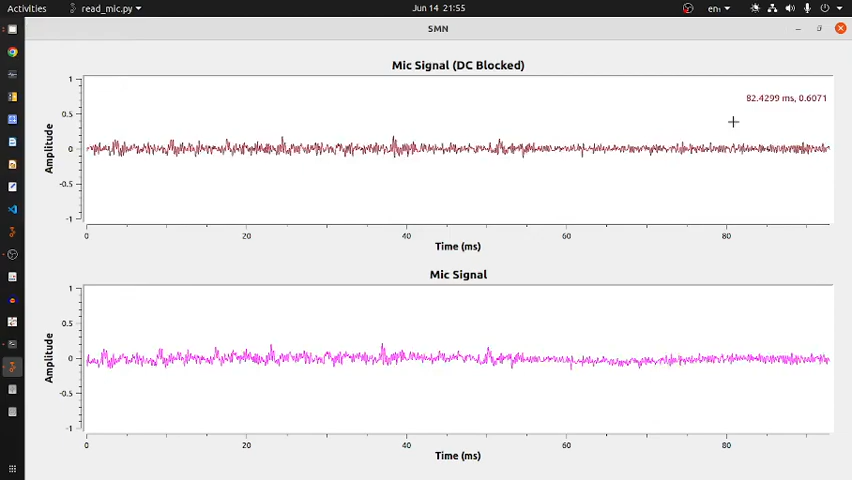 Activities read_mic.py Jun 14 21:55 en₁
SMN
Mic Signal (DC Blocked)
82.4299 ms, 0.6071
1
0.5
0
-0.5
-1
Amplitude
0 20 40 60 80
Time (ms)
Mic Signal
1
0.5
0
-0.5
-1
Amplitude
0 20 40 60 80
Time (ms)